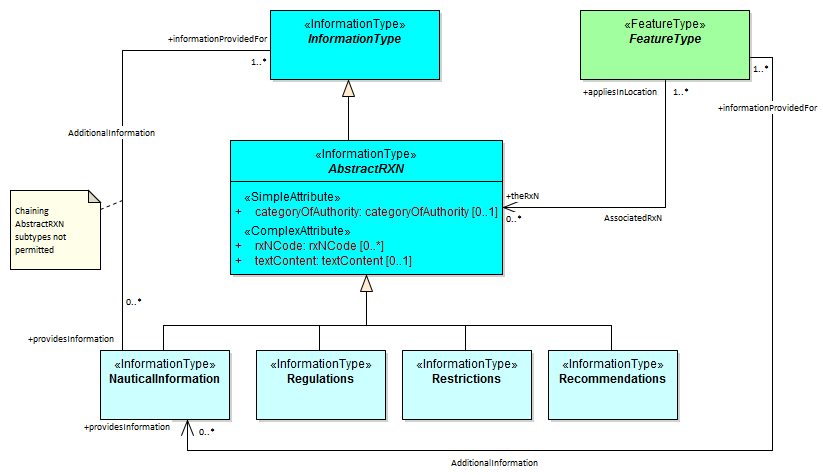 «InformationType»
InformationType
«FeatureType»
FeatureType
+informationProvidedFor
1..*
+appliesInLocation
1..*
1..*
+informationProvidedFor
AdditionalInformation
«InformationType»
AbstractRXN
«SimpleAttribute»
+ categoryOfAuthority: categoryOfAuthority [0..1]
«ComplexAttribute»
+ rxNCode: rxNCode [0..*]
+ textContent: textContent [0..1]
+theRxN
0..*
AssociatedRxN
Chaining
AbstractRXN
subtypes not
permitted
0..*
+providesInformation
«InformationType»
NauticalInformation
«InformationType»
Regulations
«InformationType»
Restrictions
«InformationType»
Recommendations
+providesInformation
0..*
AdditionalInformation